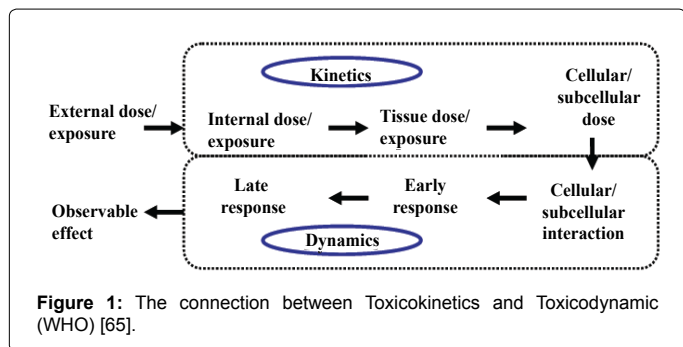 Kinetics
Cellular/
subcellular
dose
External dose/
exposure
Internal dose/
exposure
Tissue dose/
exposure
Late
response
Early
response
Cellular/
subcellular
interaction
Observable
effect
Dynamics
Figure 1: The connection between Toxicokinetics and Toxicodynamic
(WHO) [65].